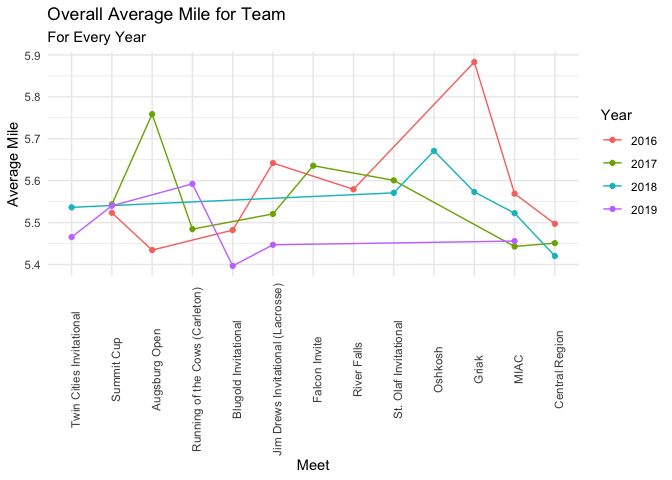 Overall Average Mile for Team
For Every Year
5.9
5.8
5.7
5.6
5.5
5.4
Average Mile
Twin Cities Invitational
Summit Cup
Augsburg Open
Running of the Cows (Carleton)
Blugold Invitational
Jim Drews Invitational (Lacrosse)
Falcon Invite
River Falls
St. Olaf Invitational
Oshkosh
Griak
MIAC
Central Region
Meet
Year
2016
2017
2018
2019